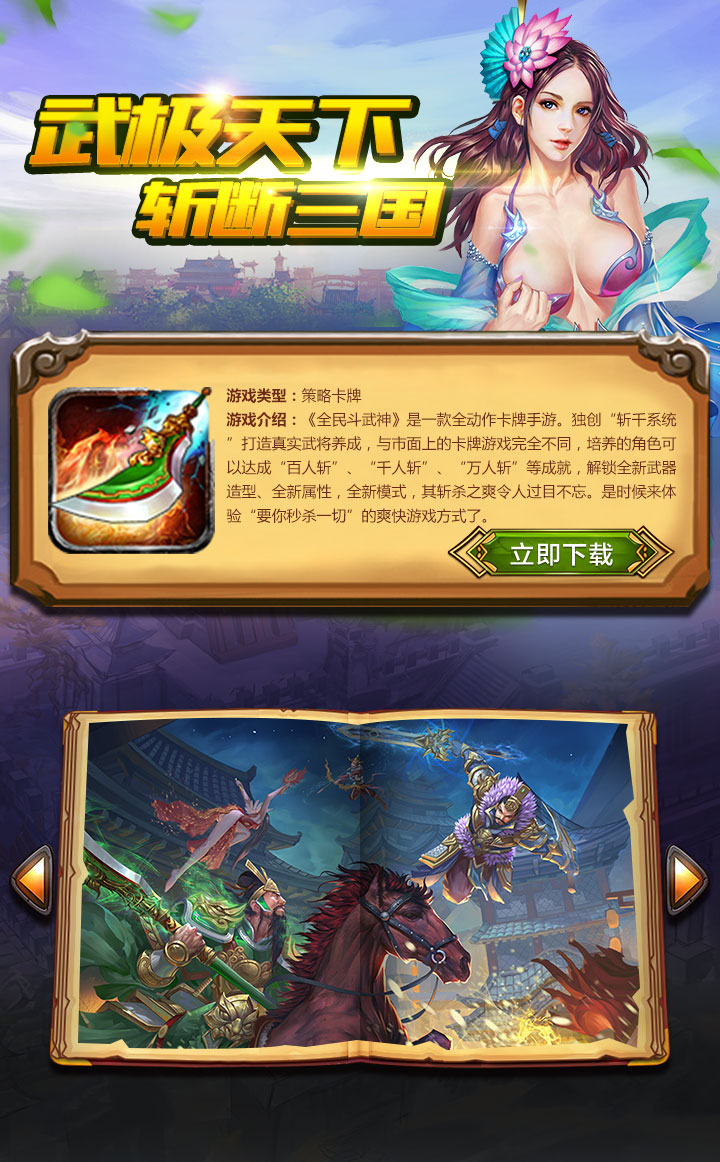 武极天下
斩断三国
游戏类型：策略卡牌
游戏介绍：《全民斗武神》是一款全动作卡牌手游。独创“斩千系统
”打造真实武将养成，与市面上的卡牌游戏完全不同，培养的角色可
以达成“百人斩”、“千人斩”、“万人斩”等成就，解锁全新武器
造型、全新属性，全新模式，其斩杀之爽令人过目不忘。是时候来体
验“要你秒杀一切”的爽快游戏方式了。
立即下载